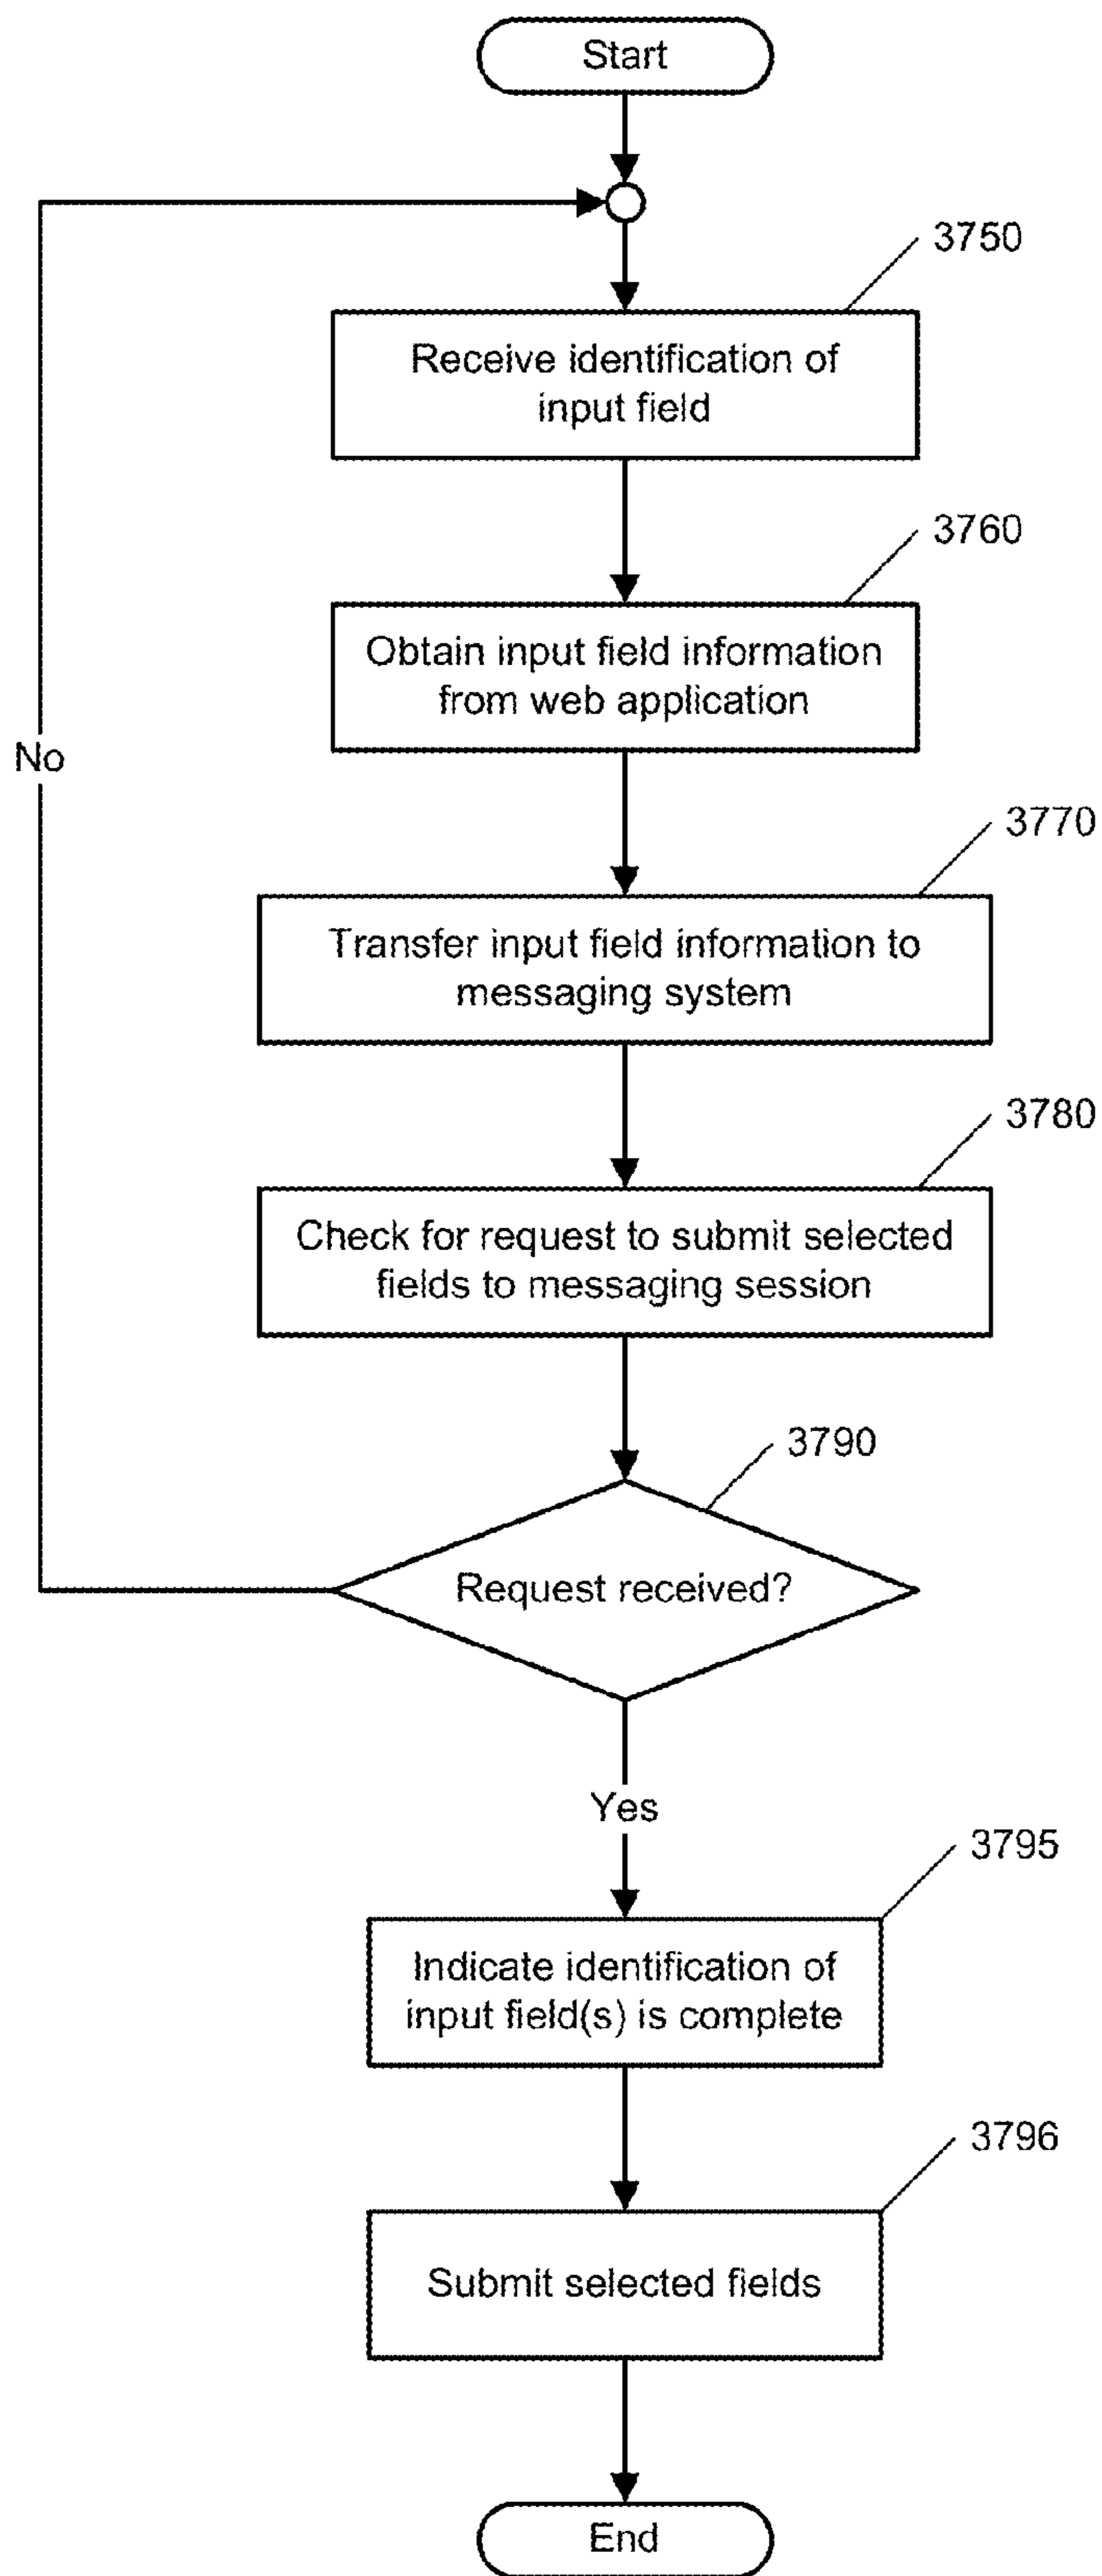 Start
3750
Receive identification of
input field
3760
Obtain input field information
from web application
No
3770
Transfer input field information to
messaging system
3780
Check for request to submit selected
fields to messaging session
3790
Request received?
Yes
3795
Indicate identification of
input field(s) is complete
3796
Submit selected fields
End